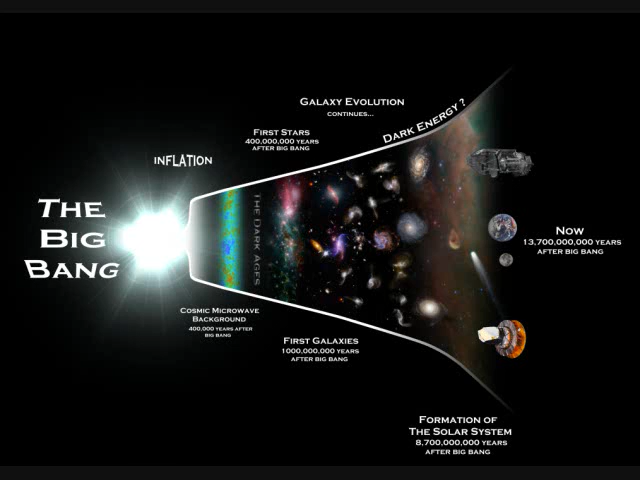 THE
BIG
BANG
INFLATION
COSMIC MICROWAVE
BACKGROUND
400,000 YEARS AFTER
BIG BANG
THE DARK AGES
FIRST STARS
400,000,000 YEARS
AFTER BIG BANG
FIRST GALAXIES
1000,000,000 YEARS
AFTER BIG BANG
GALAXY EVOLUTION
CONTINUES...
DARK ENERGY ?
FORMATION OF
THE SOLAR SYSTEM
8,700,000,000 YEARS
AFTER BIG BANG
NOW
13,700,000,000 YEARS
AFTER BIG BANG